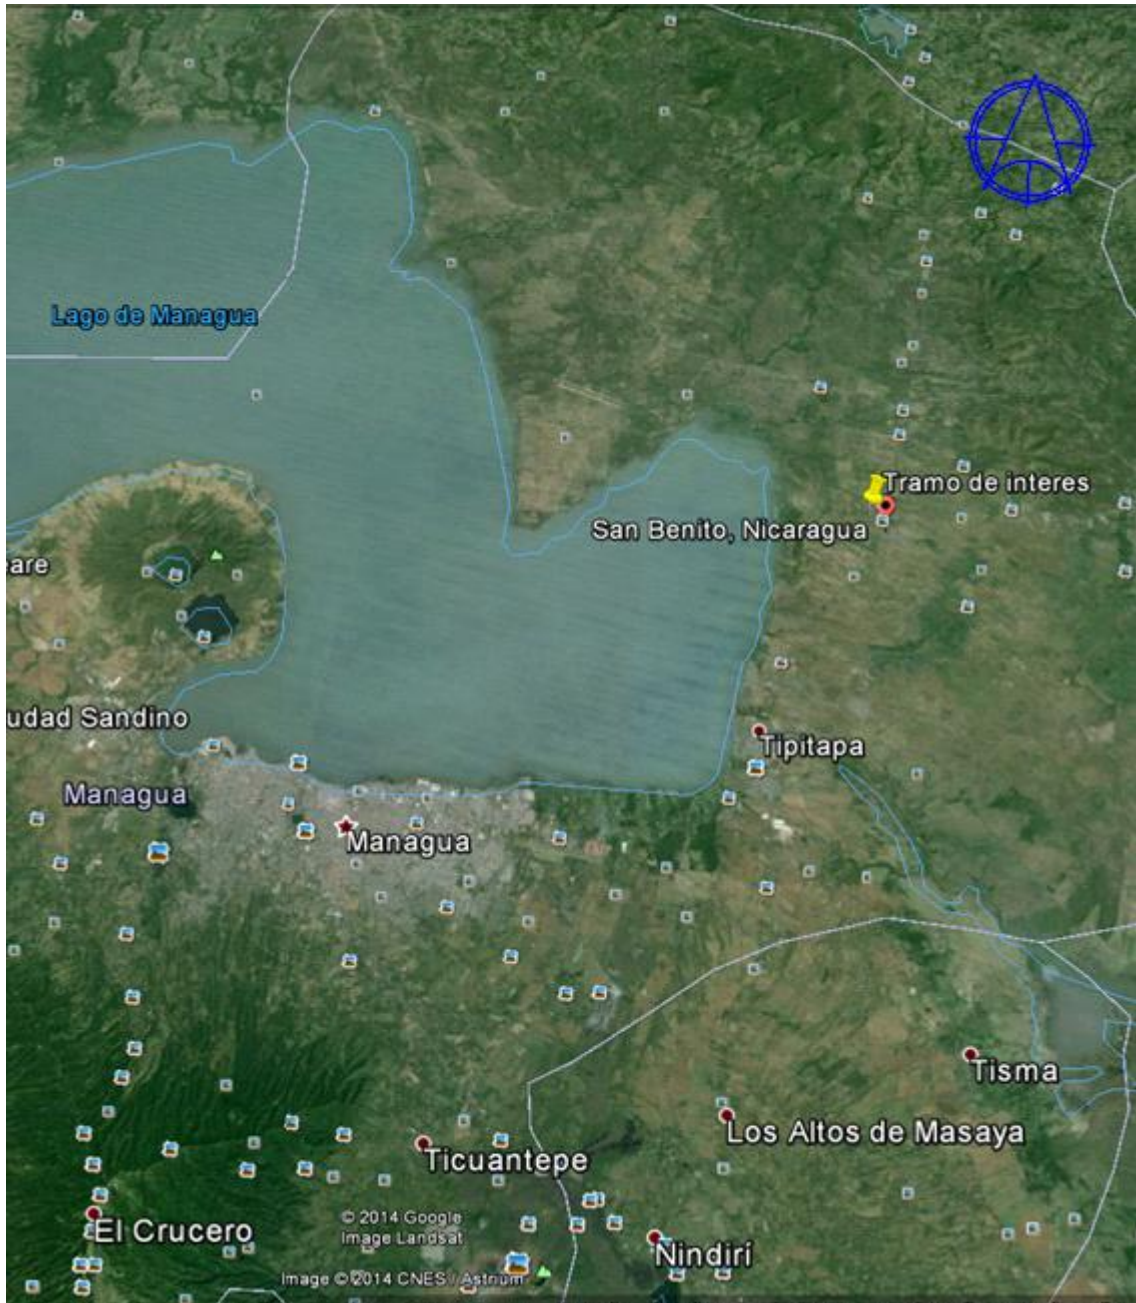 Lago de Managua
Tramo de interes
San Benito, Nicaragua
eare
udad Sandino
Tipitapa
Managua
Managua
Tisma
Los Altos de Masaya
Ticuantepe
El Crucero
© 2014 Google
Image Landsat
Nindirí
Image © 2014 CNES / Astrium